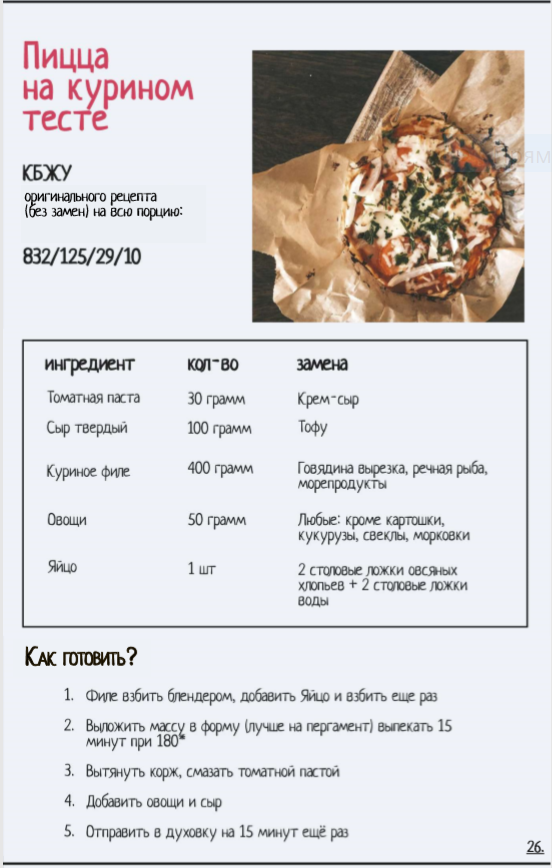 Пицца
на курином
тесте
КБЖУ
оригинального рецепта
(без замен) на всю порцию:
832/125/29/10
ингредиент кол-во замена
Томатная паста 30 грамм Крем-сыр
Сыр твердый 100 грамм Тофу
Куриное филе 400 грамм Говядина вырезка, речная рыба,
морепродукты
Овощи 50 грамм Любые: кроме картошки,
кукурузы, свеклы, морковки
Яйцо 1 шт 2 столовые ложки овсяных
хлопьев + 2 столовые ложки
воды
Как готовить?
1. Филе взбить блендером, добавить Яйцо и взбить еще раз
2. Выложить массу в форму (лучше на пергамент) выпекать 15
минут при 180*
3. Вытянуть корж, смазать томатной пастой
4. Добавить овощи и сыр
5. Отправить в духовку на 15 минут ещё раз
26.